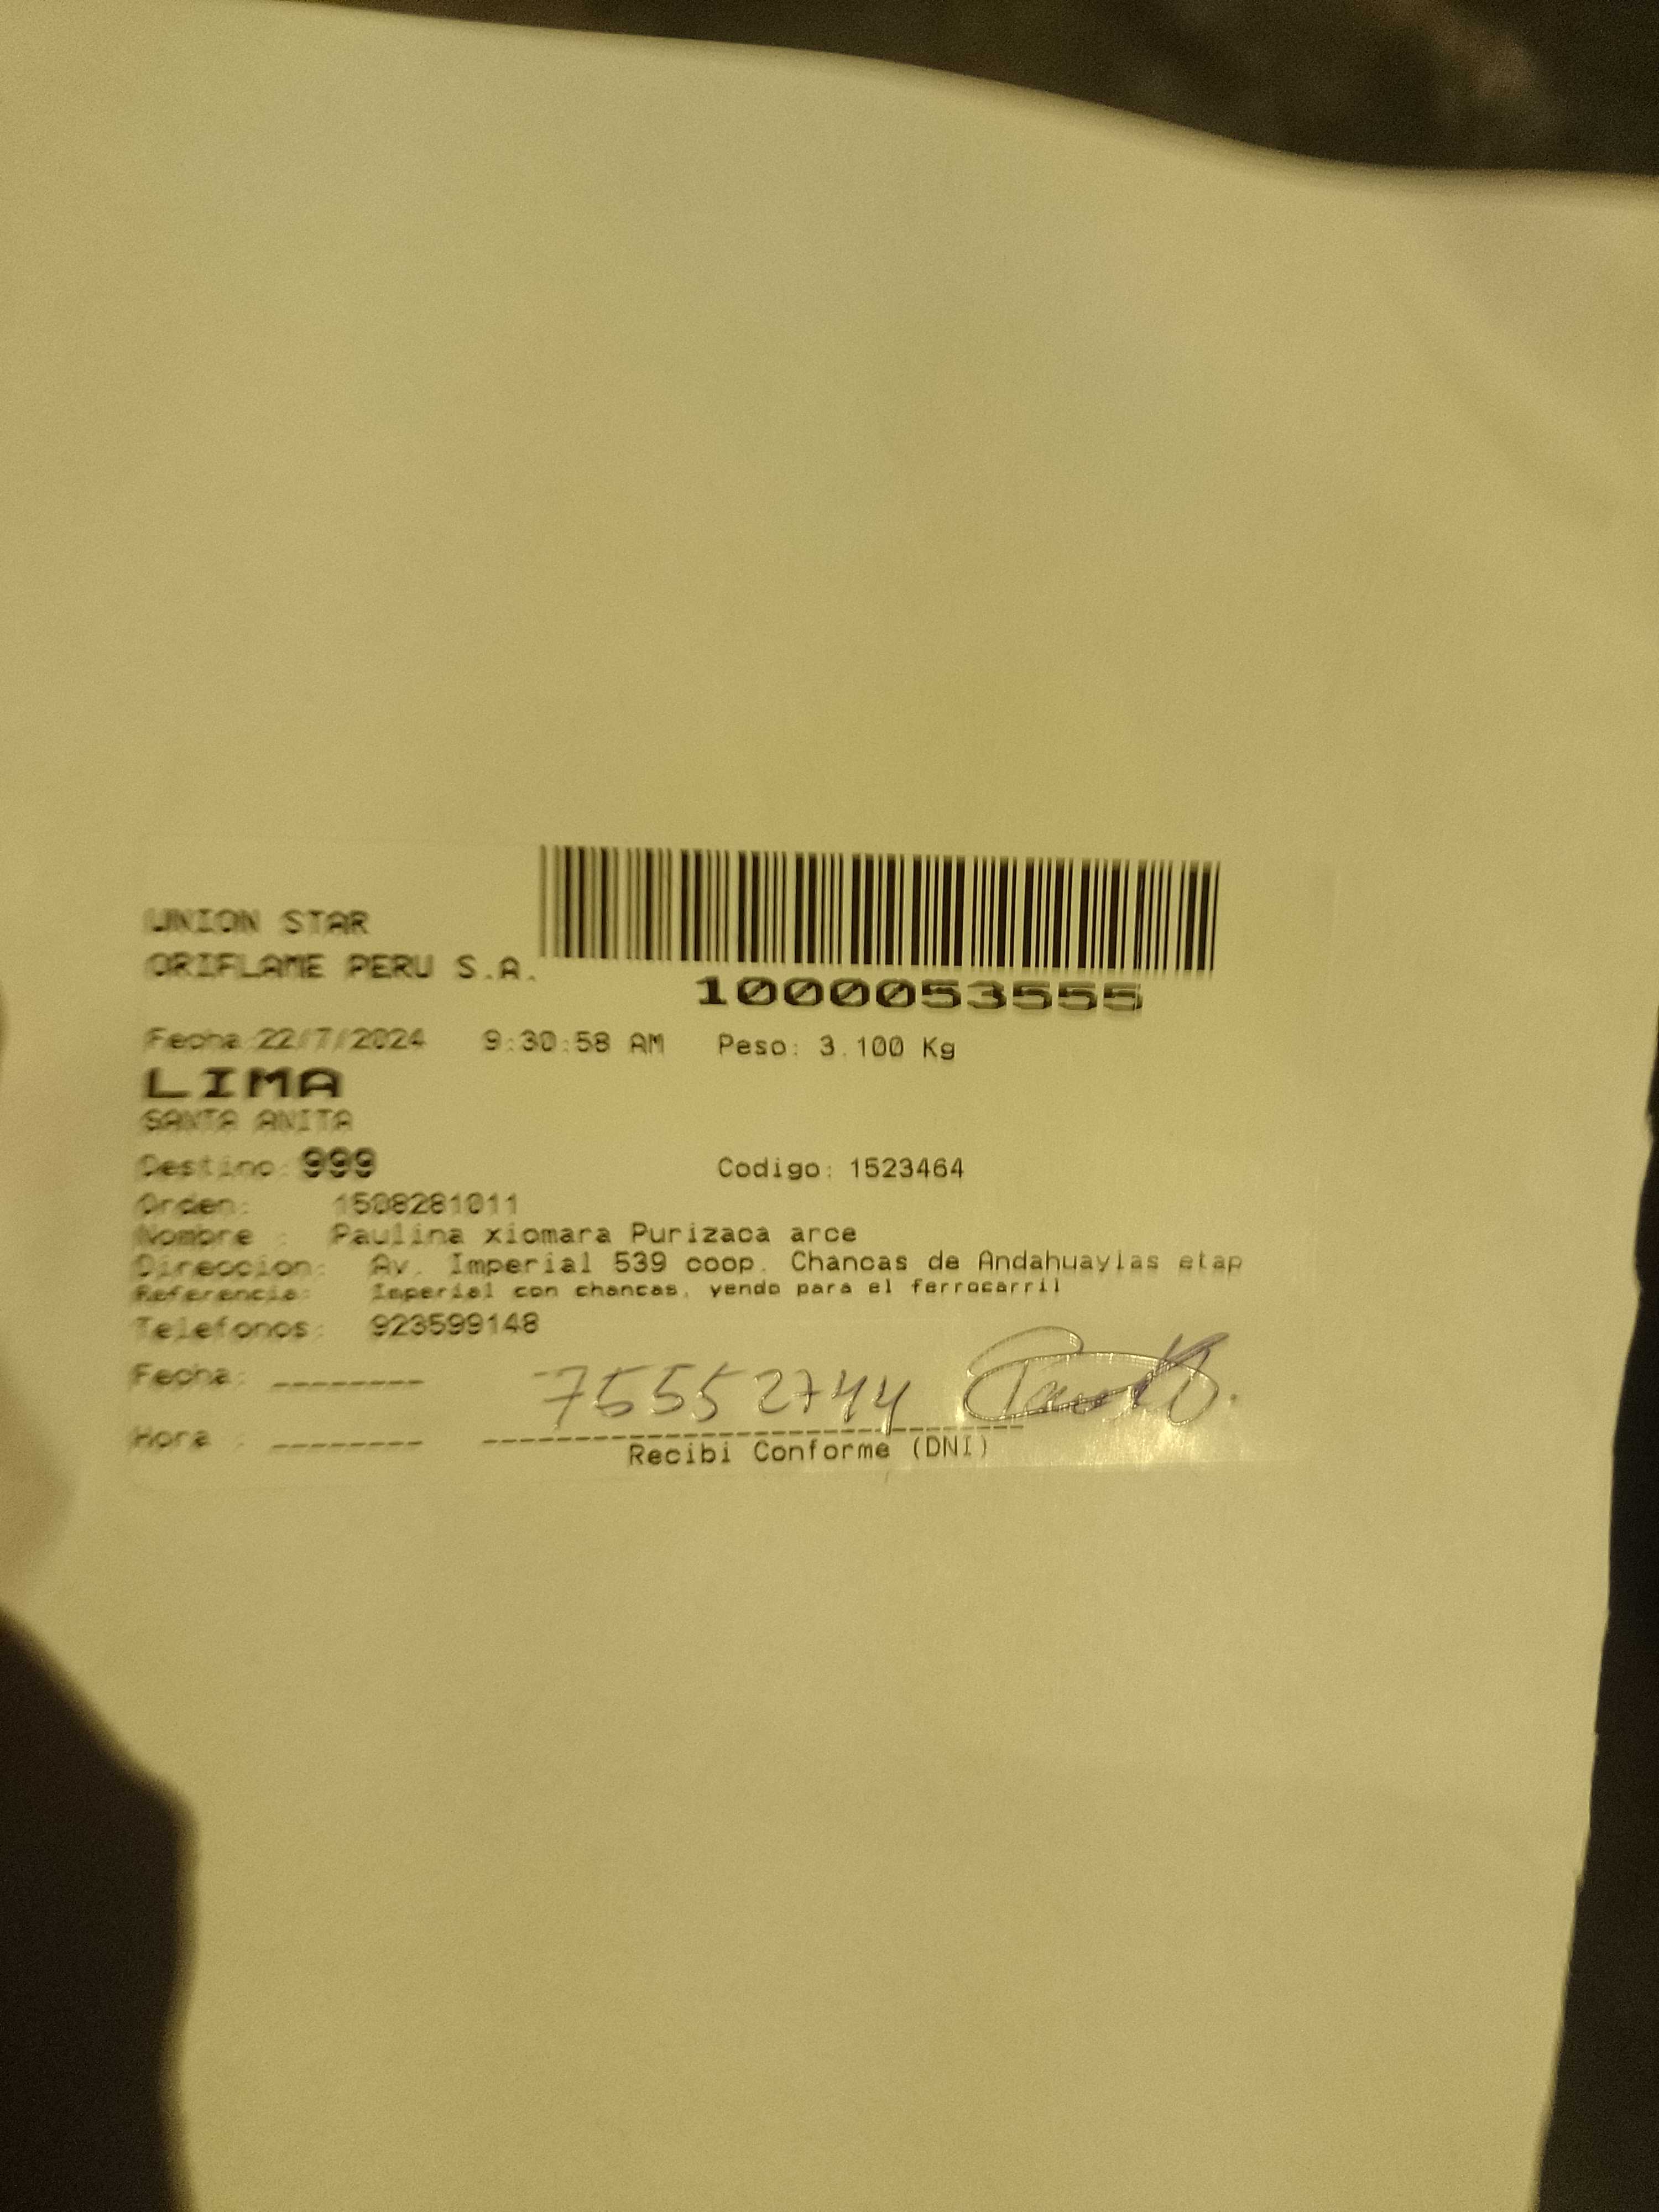 UNION STAR
ORIFLAME PERU S.A.
1000053555
Fecha:22/7/2024 9:30:58 AM Peso: 3.100 Kg
LIMA
SANTA ANITA
Destino: 999 Codigo: 1523464
Orden: 1508281011
Nombre : Paulina xiomara Purizaca arce
Direccion: Av. Imperial 539 coop. Chancas de Andahuaylas etap
Referencia: Imperial con chancas, yendo para el ferrocarril
Telefonos: 923599148
Fecha: --------
75552744
Hora : --------
Recibi Conforme (DNI)